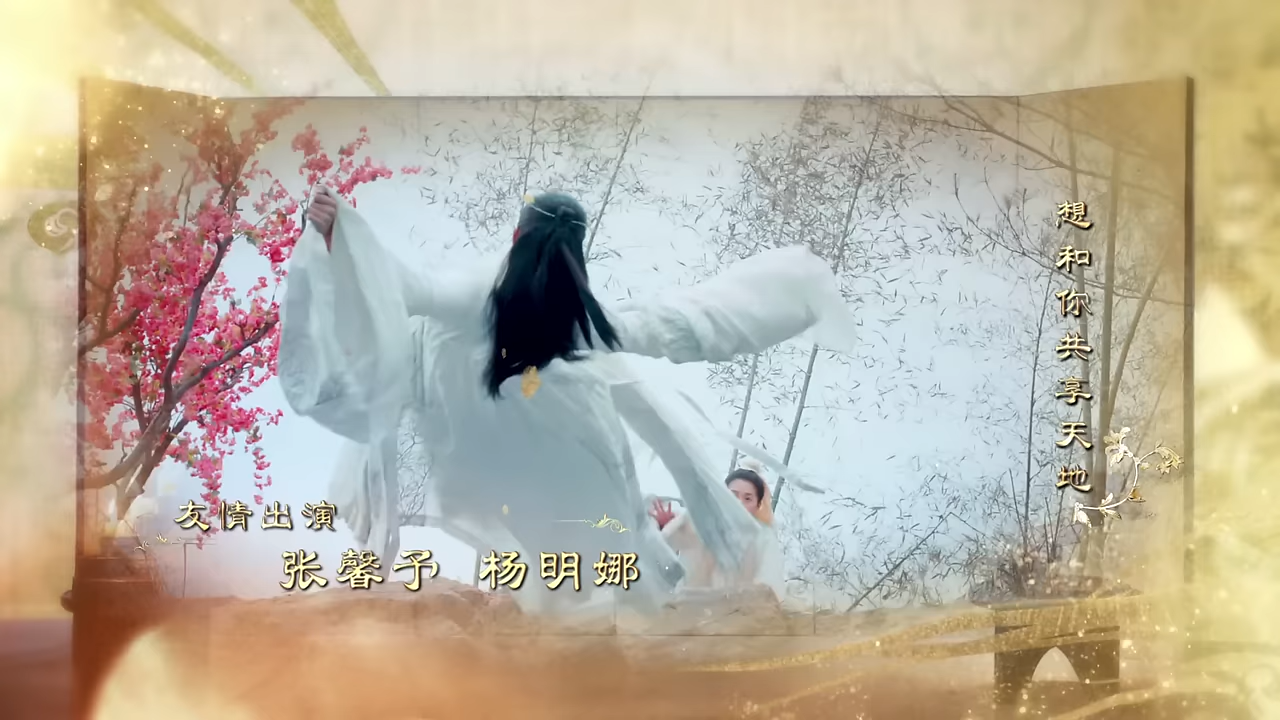 想和你共享天地
友情出演
张馨予 杨明娜